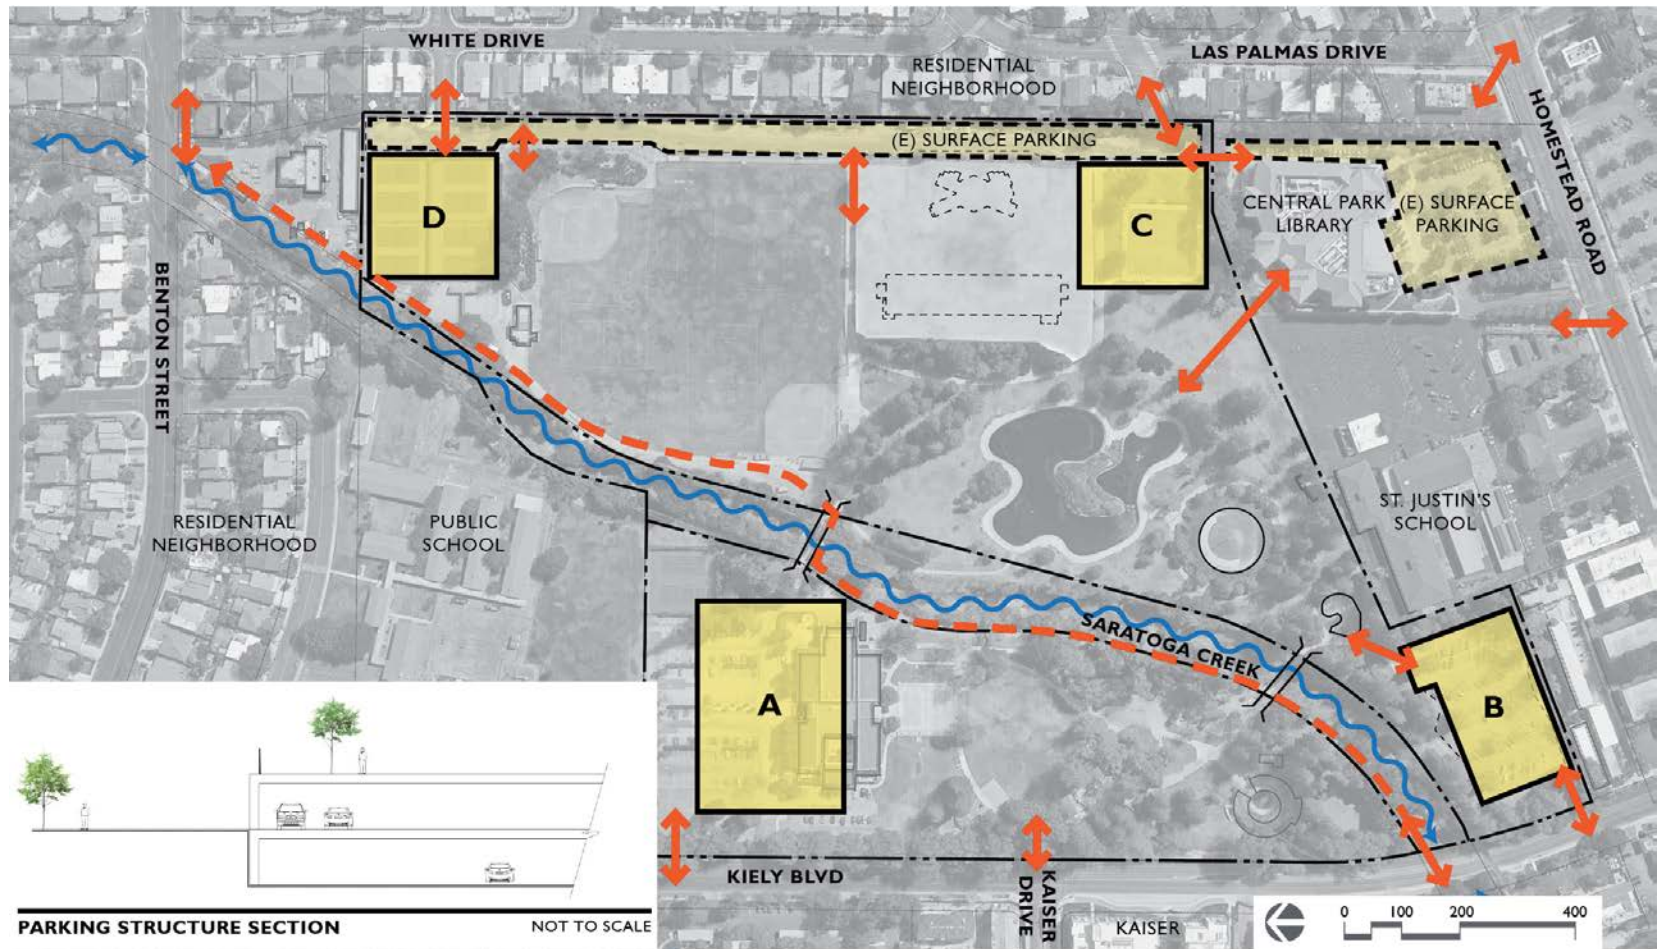 WHITE DRIVE
LAS PALMAS DRIVE
RESIDENTIAL
NEIGHBORHOOD
HOMESTEAD ROAD
(E) SURFACE PARKING
D
C
CENTRAL PARK
LIBRARY
(E) SURFACE
PARKING
BENTON STREET
RESIDENTIAL
NEIGHBORHOOD
PUBLIC
SCHOOL
ST. JUSTIN'S
SCHOOL
SARATOGA CREEK
A
B
KIELY BLVD
KAISER
DRIVE
KAISER
0 100 200 400
PARKING STRUCTURE SECTION
NOT TO SCALE